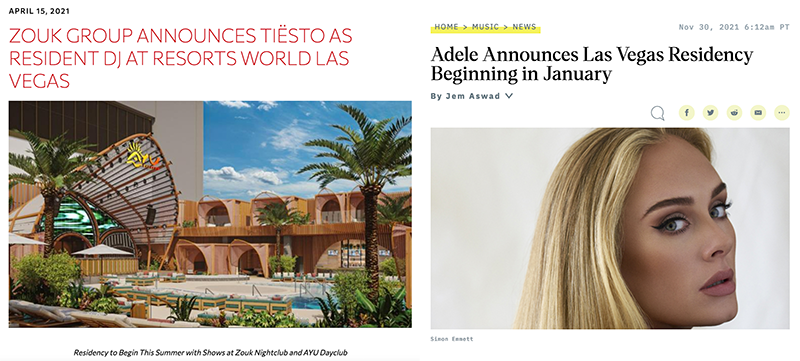 APRIL 15, 2021
ZOUK GROUP ANNOUNCES TIËSTO AS
RESIDENT DJ AT RESORTS WORLD LAS
VEGAS
Residency to Begin This Summer with Shows at Zouk Nightclub and AYU Dayclub
HOME > MUSIC > NEWS
Nov 30, 2021 6:12am PT
Adele Announces Las Vegas Residency
Beginning in January
By Jem Aswad
Simon Emmett